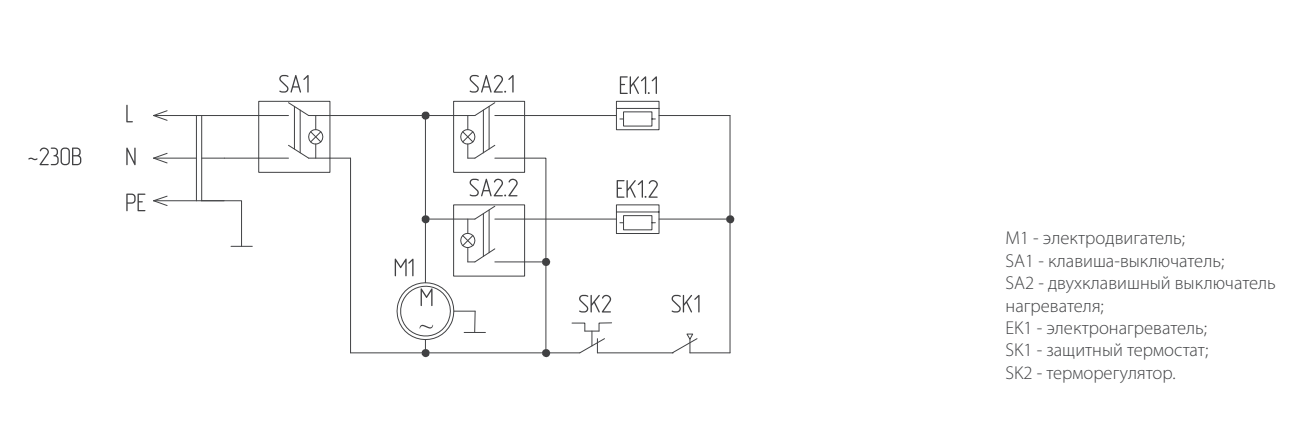 SA1
SA2.1
EK1.1
L
~230В
N
PE
SA2.2
EK1.2
M1
M
~
SK2
SK1
M1 - электродвигатель;
SA1 - клавиша-выключатель;
SA2 - двухклавишный выключатель
нагревателя;
EK1 - электронагреватель;
SK1 - защитный термостат;
SK2 - терморегулятор.